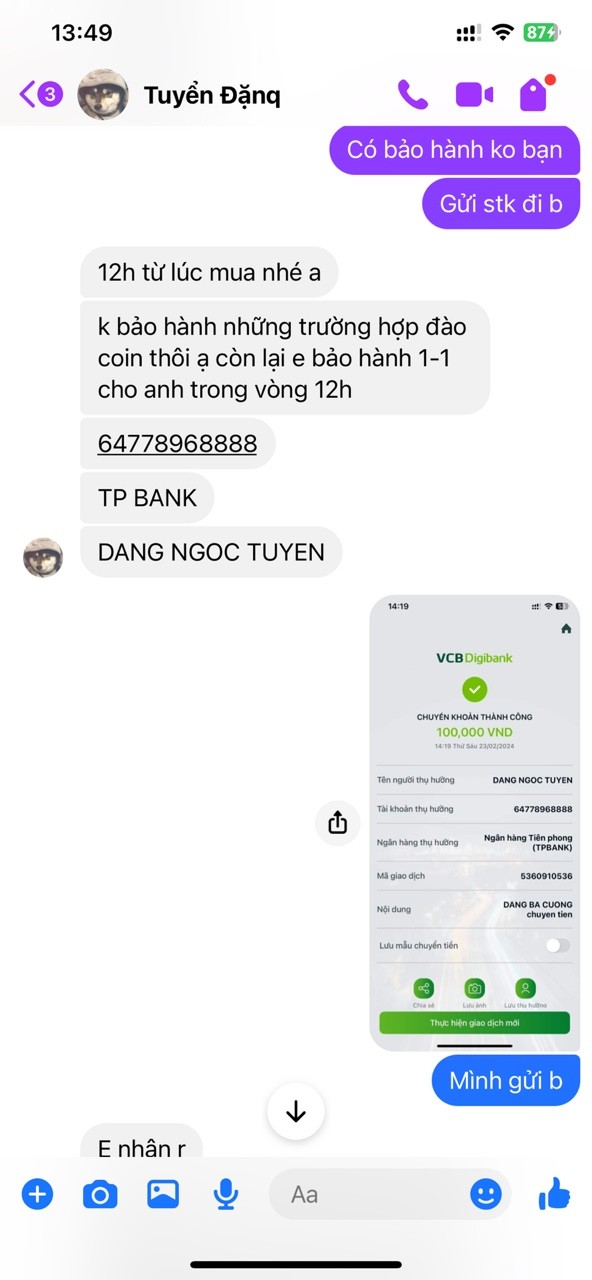 13:49
87
3
Tuyển Đặng
Có bảo hành ko bạn
Gửi stk đi b
12h từ lúc mua nhé a
k bảo hành những trường hợp đào
coin thôi ạ còn lại e bảo hành 1-1
cho anh trong vòng 12h
64778968888
TP BANK
DANG NGOC TUYEN
14:19
VCB Digibank
CHUYỂN KHOẢN THÀNH CÔNG
100,000 VND
14:19 Thứ Sáu 23/02/2024
Tên người thụ hưởng DANG NGOC TUYEN
Tài khoản thụ hưởng 64778968888
Ngân hàng thụ hưởng Ngân hàng Tiên phong
(TPBANK)
Mã giao dịch 5360910536
Nội dung DANG BA CUONG
chuyen tien
Lưu mẫu chuyển tiền
Chia sẻ Lưu ảnh Lưu thụ hưởng
Thực hiện giao dịch mới
Mình gửi b
E nhận r
Aa